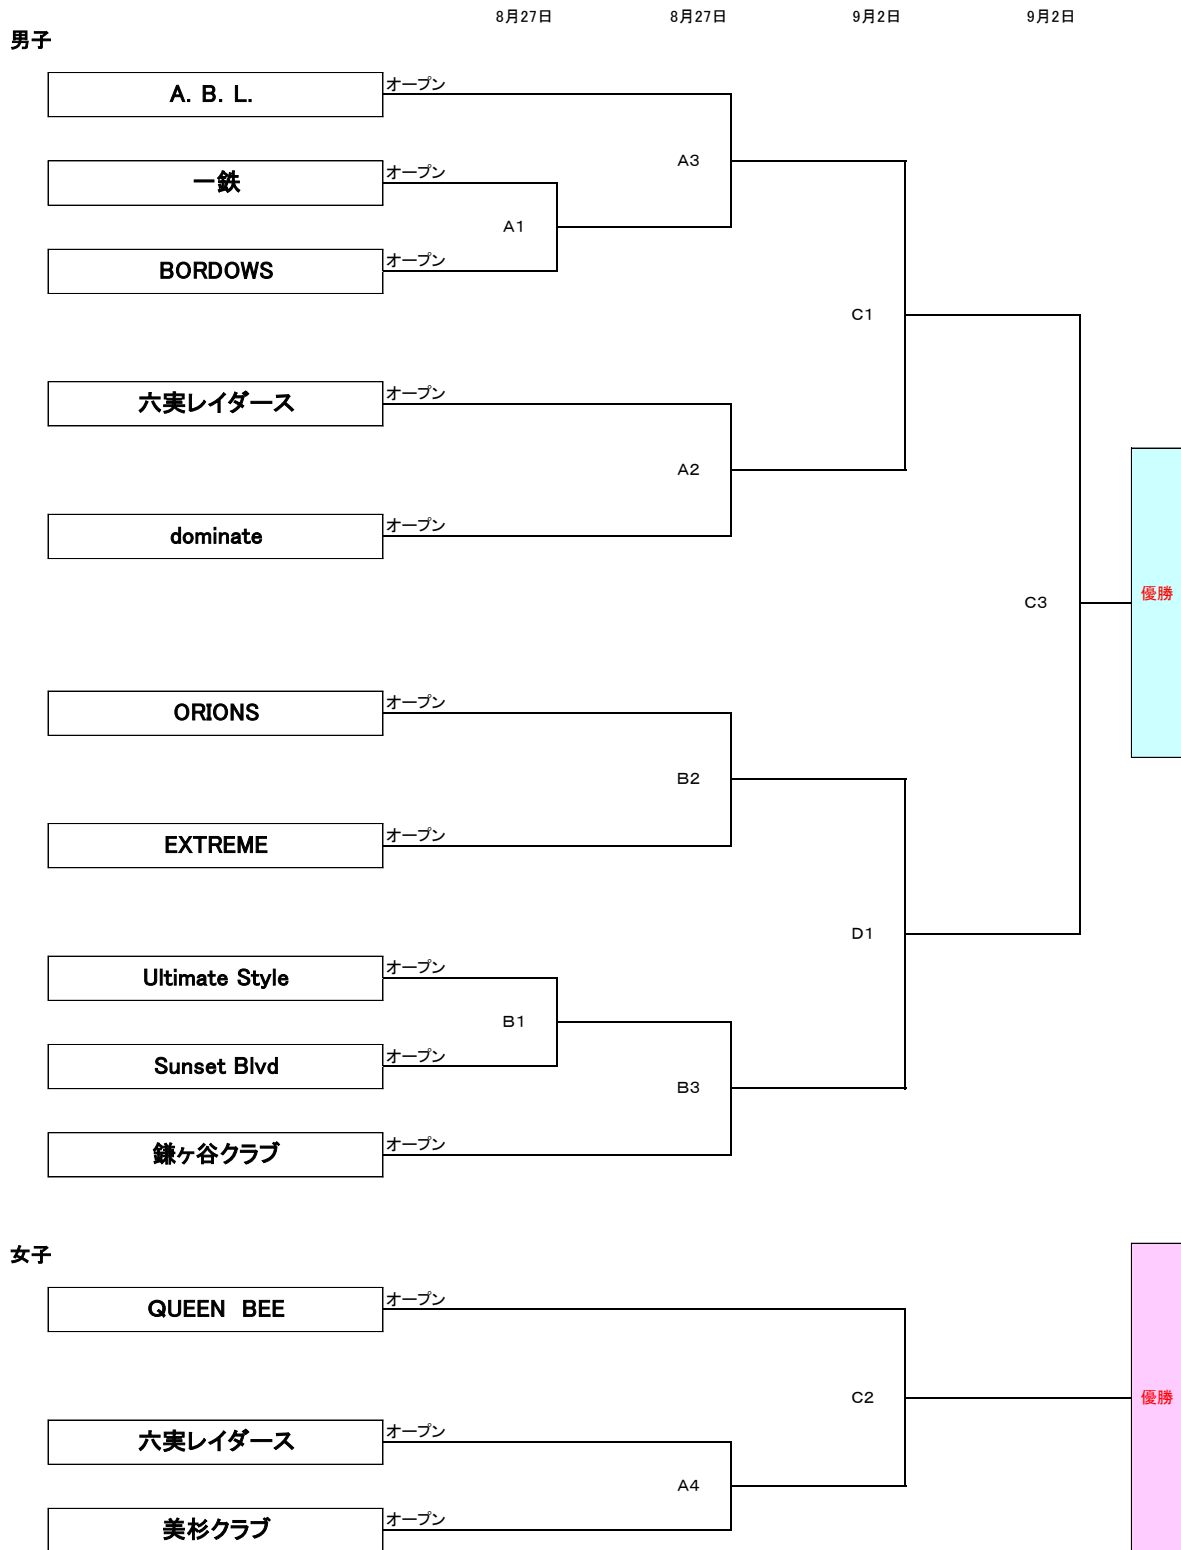 8月27日 8月27日 9月2日 9月2日
男子
オープン
A. B. L.
A3
オープン
一鉄
A1
オープン
BORDOWS
C1
オープン
六実レイダース
A2
オープン
dominate
優勝
C3
オープン
ORIONS
B2
オープン
EXTREME
D1
オープン
Ultimate Style
B1
オープン
Sunset Blvd
B3
オープン
鎌ヶ谷クラブ
女子
オープン
QUEEN BEE
C2
優勝
オープン
六実レイダース
A4
オープン
美杉クラブ